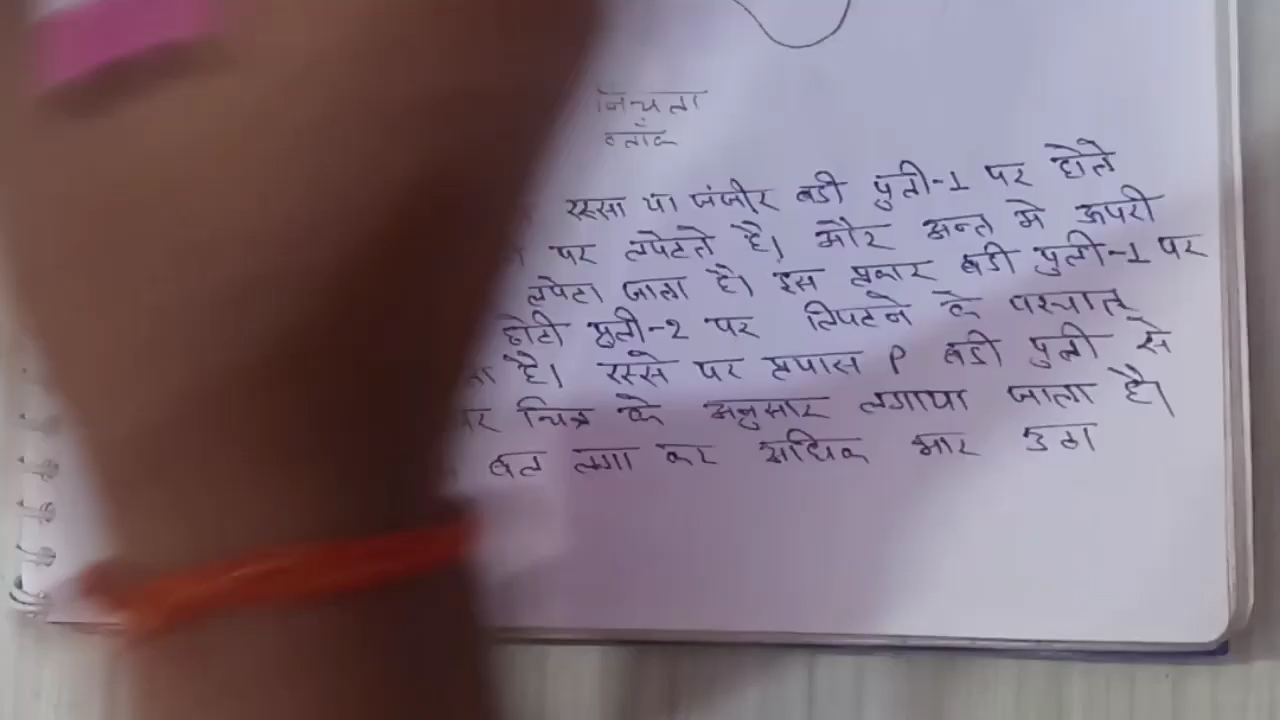 निचला
ब्लॉक
रस्सा या जंजीर बडी पुली-1 पर होते
पर लपेटते है। और अन्त मे ऊपरी
लपेटा जाता है। इस प्रकार बडी पुली-1 पर
छोटी पुली-2 पर लिपटने के पश्चात्
है। रस्से पर प्रयास P बडी पुली से
चित्र के अनुसार लगाया जाता है।
बल लगा कर अधिक भार उठा